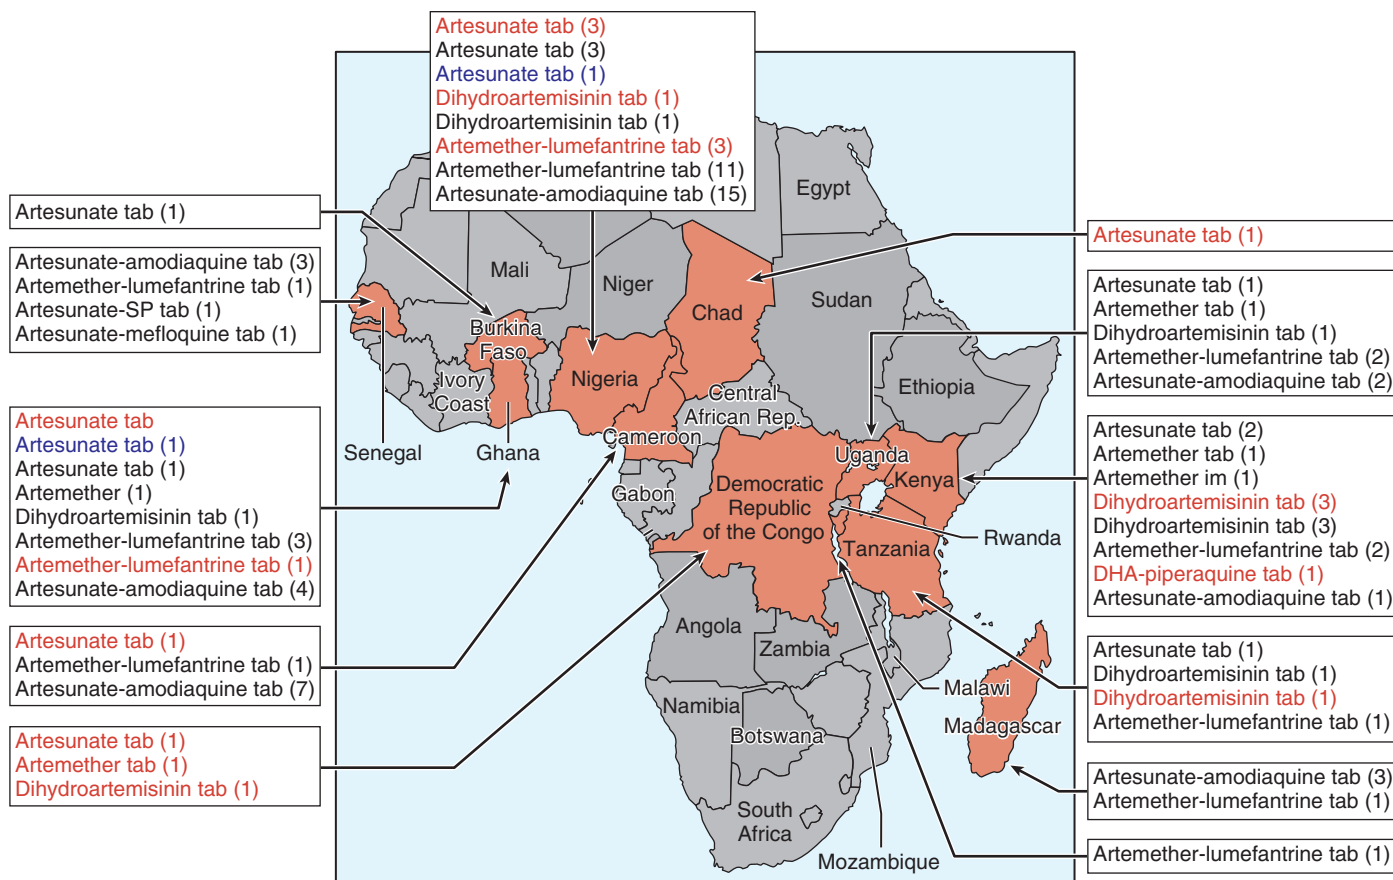 Artesunate tab (3)
Artesunate tab (3)
Artesunate tab (1)
Dihydroartemisinin tab (1)
Dihydroartemisinin tab (1)
Artemether-lumefantrine tab (3)
Artemether-lumefantrine tab (11)
Artesunate-amodiaquine tab (15)
Artesunate tab (1)
Artesunate-amodiaquine tab (3)
Artemether-lumefantrine tab (1)
Artesunate-SP tab (1)
Artesunate-mefloquine tab (1)
Artesunate tab
Artesunate tab (1)
Artesunate tab (1)
Artemether (1)
Dihydroartemisinin tab (1)
Artemether-lumefantrine tab (3)
Artemether-lumefantrine tab (1)
Artesunate-amodiaquine tab (4)
Artesunate tab (1)
Artemether-lumefantrine tab (1)
Artesunate-amodiaquine tab (7)
Artesunate tab (1)
Artemether tab (1)
Dihydroartemisinin tab (1)
Egypt
Mali
Niger
Chad
Sudan
Burkina
Faso
Nigeria
Ivory
Coast
Ethiopia
Central
African Rep.
Senegal
Ghana
Cameroon
Uganda
Kenya
Gabon
Democratic
Republic
of the Congo
Rwanda
Tanzania
Angola
Zambia
Malawi
Namibia
Botswana
Madagascar
South
Africa
Mozambique
Artesunate tab (1)
Artesunate tab (1)
Artemether tab (1)
Dihydroartemisinin tab (1)
Artemether-lumefantrine tab (2)
Artesunate-amodiaquine tab (2)
Artesunate tab (2)
Artemether tab (1)
Artemether im (1)
Dihydroartemisinin tab (3)
Dihydroartemisinin tab (3)
Artemether-lumefantrine tab (2)
DHA-piperaquine tab (1)
Artesunate-amodiaquine tab (1)
Artesunate tab (1)
Dihydroartemisinin tab (1)
Dihydroartemisinin tab (1)
Artemether-lumefantrine tab (1)
Artesunate-amodiaquine tab (3)
Artemether-lumefantrine tab (1)
Artemether-lumefantrine tab (1)